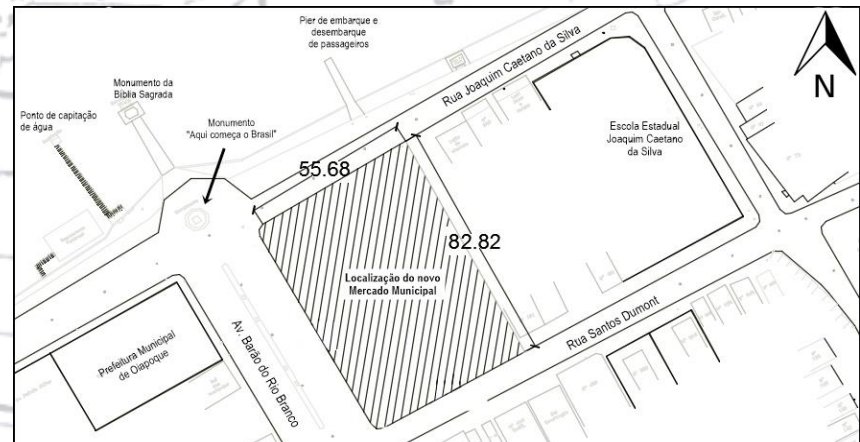 Pier de embarque e
desembarque
de passageiros
Rua Joaquim Caetano da Silva
N
Monumento da
Bíblia Sagrada
Ponto de capitação
de água
Monumento
"Aqui começa o Brasil"
Escola Estadual
Joaquim Caetano
da Silva
55.68
82.82
Localização do novo
Mercado Municipal
Rua Santos Dumont
Av. Barão do Rio Branco
Prefeitura Municipal
de Oiapoque